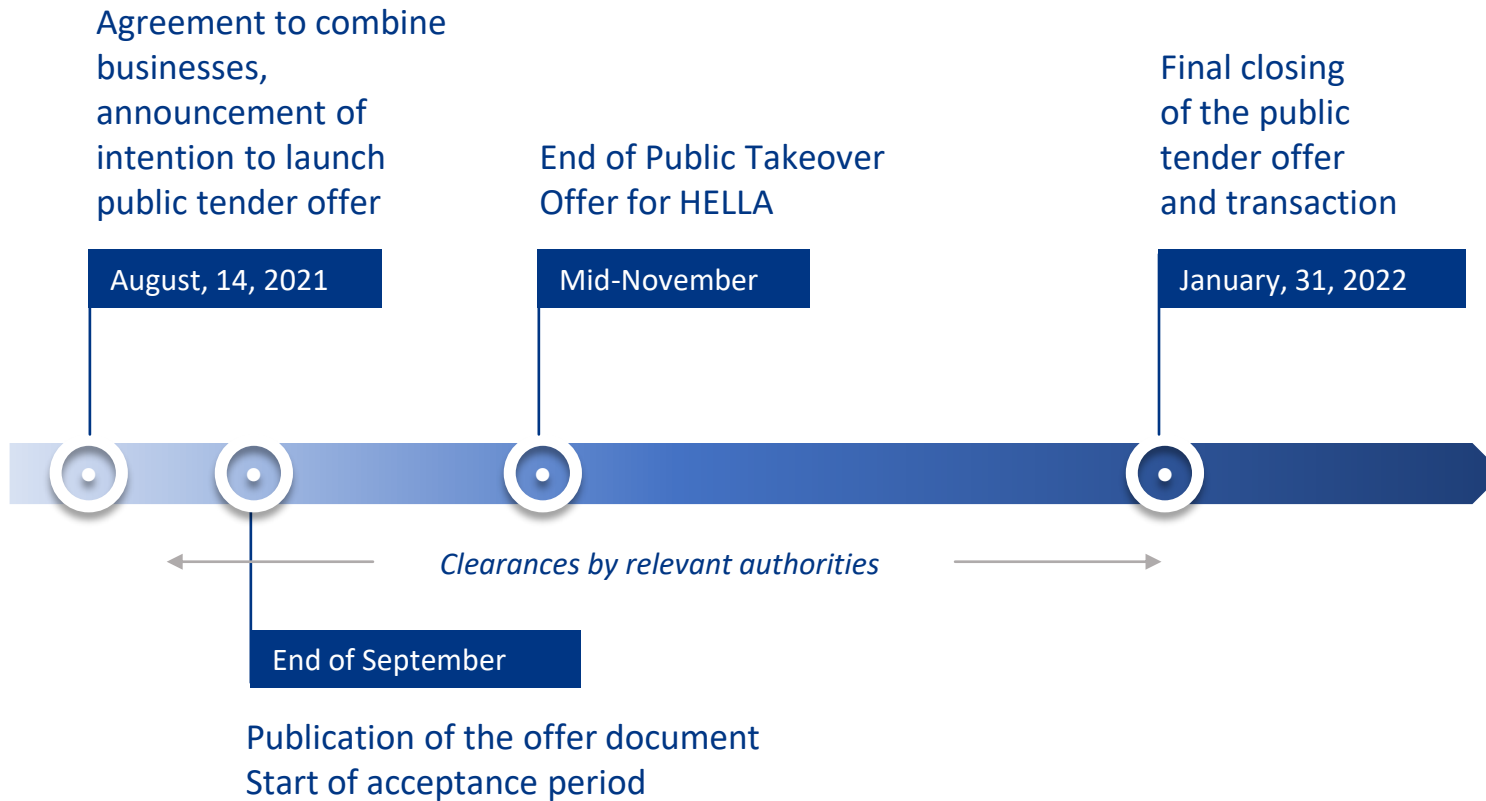 Agreement to combine
businesses,
announcement of
intention to launch
public tender offer
August, 14, 2021
End of Public Takeover
Offer for HELLA
Mid-November
Final closing
of the public
tender offer
and transaction
January, 31, 2022
Clearances by relevant authorities
End of September
Publication of the offer document
Start of acceptance period